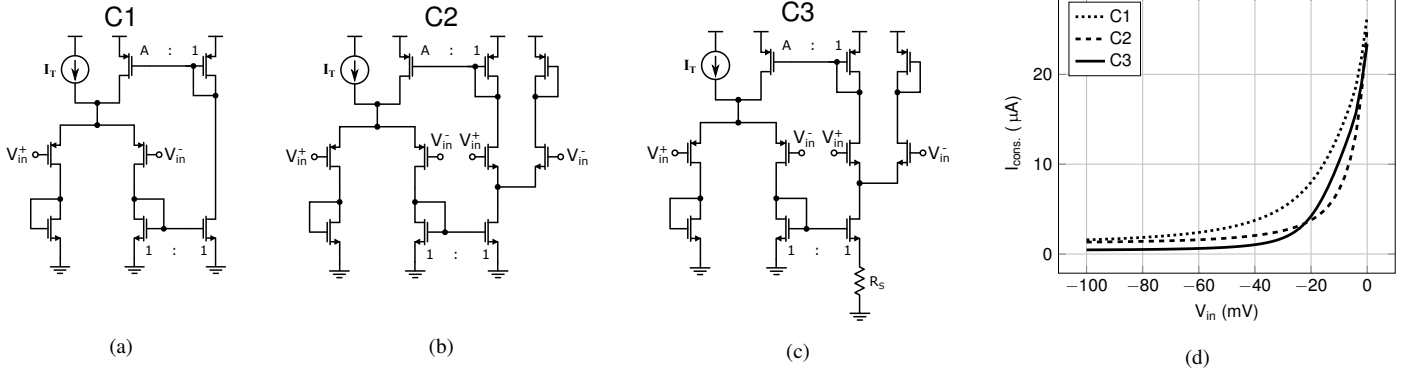 C1
A : 1
I_T
V_in^+
V_in^-
1 : 1
(a)
C2
A : 1
I_T
V_in^+
V_in^-
V_in^+
V_in^-
1 : 1
(b)
C3
A : 1
I_T
V_in^+
V_in^-
V_in^+
V_in^-
1 : 1
R_S
(c)
C1
C2
C3
I_cons. ( μA)
20
10
0
−100 −80 −60 −40 −20 0
V_in (mV)
(d)